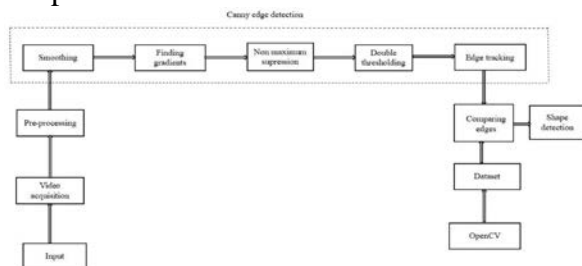 Canny edge detection
Smoothing
Finding
gradients
Non maximum
supression
Double
thresholding
Edge tracking
Pre-processing
Comparing
edges
Shape
detection
Video
acquisition
Dataset
Input
OpenCV